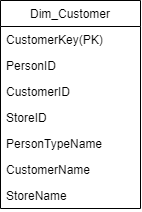 Dim_Customer
CustomerKey(PK)
PersonID
CustomerID
StoreID
PersonTypeName
CustomerName
StoreName